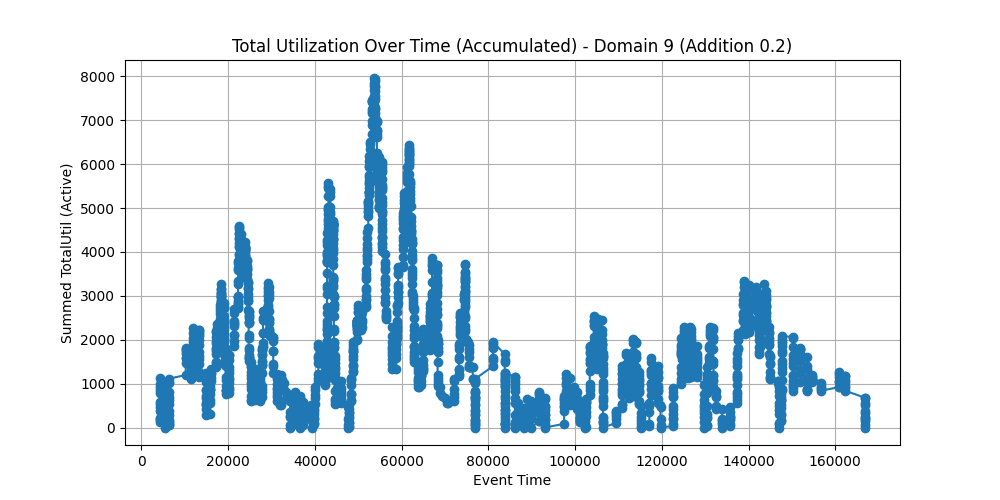 Total Utilization Over Time (Accumulated) - Domain 9 (Addition 0.2)
Summed TotalUtil (Active)
8000
7000
6000
5000
4000
3000
2000
1000
0
0 20000 40000 60000 80000 100000 120000 140000 160000
Event Time